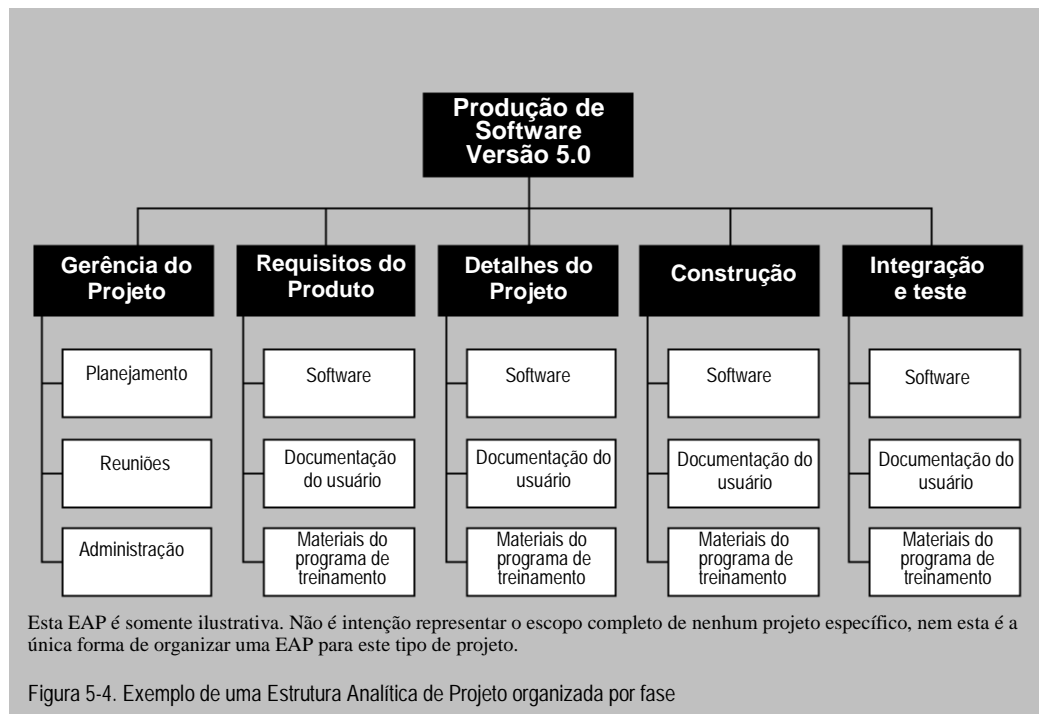 Produção de
Software
Versão 5.0
Gerência do
Projeto
Requisitos do
Produto
Detalhes do
Projeto
Construção
Integração
e teste
Planejamento
Reuniões
Administração
Software
Documentação
do usuário
Materiais do
programa de
treinamento
Software
Documentação do
usuário
Materiais do
programa de
treinamento
Software
Documentação do
usuário
Materiais do
programa de
treinamento
Software
Documentação do
usuário
Materiais do
programa de
treinamento
Esta EAP é somente ilustrativa. Não é intenção representar o escopo completo de nenhum projeto específico, nem esta é a
única forma de organizar uma EAP para este tipo de projeto.
Figura 5-4. Exemplo de uma Estrutura Analítica de Projeto organizada por fase